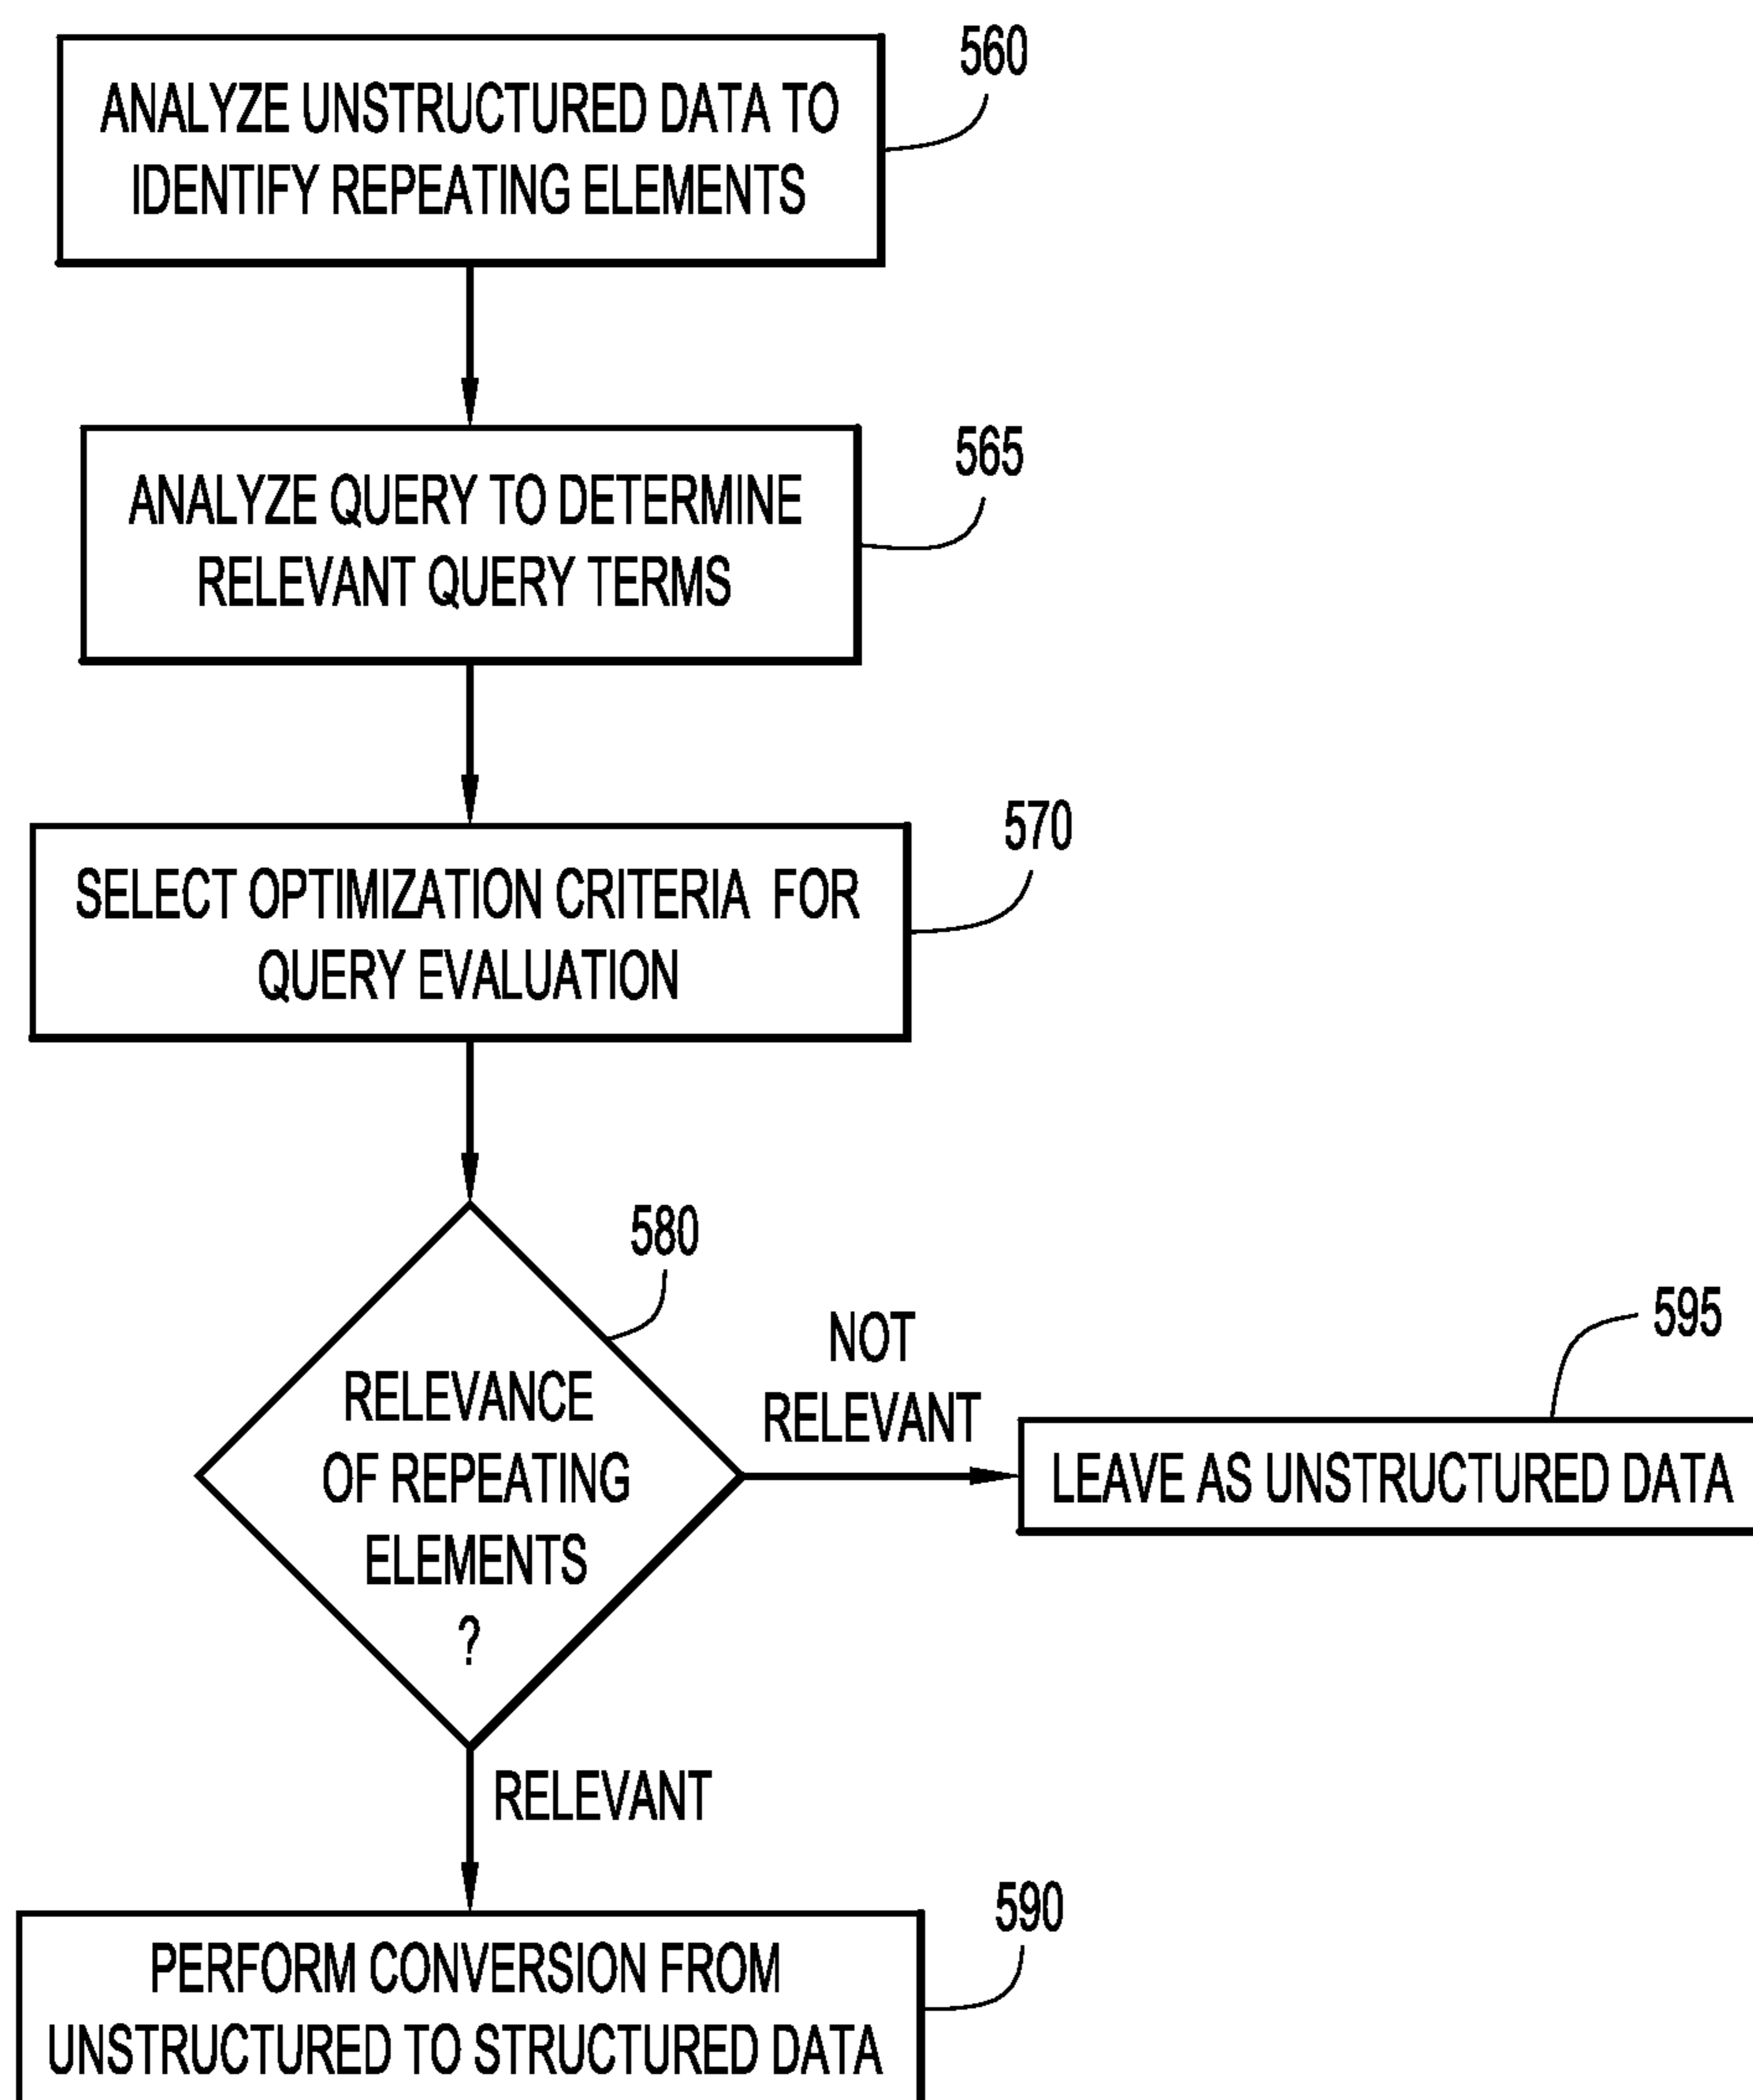 560
ANALYZE UNSTRUCTURED DATA TO
IDENTIFY REPEATING ELEMENTS
565
ANALYZE QUERY TO DETERMINE
RELEVANT QUERY TERMS
570
SELECT OPTIMIZATION CRITERIA FOR
QUERY EVALUATION
580
RELEVANCE
OF REPEATING
ELEMENTS
?
NOT
RELEVANT
595
LEAVE AS UNSTRUCTURED DATA
RELEVANT
590
PERFORM CONVERSION FROM
UNSTRUCTURED TO STRUCTURED DATA